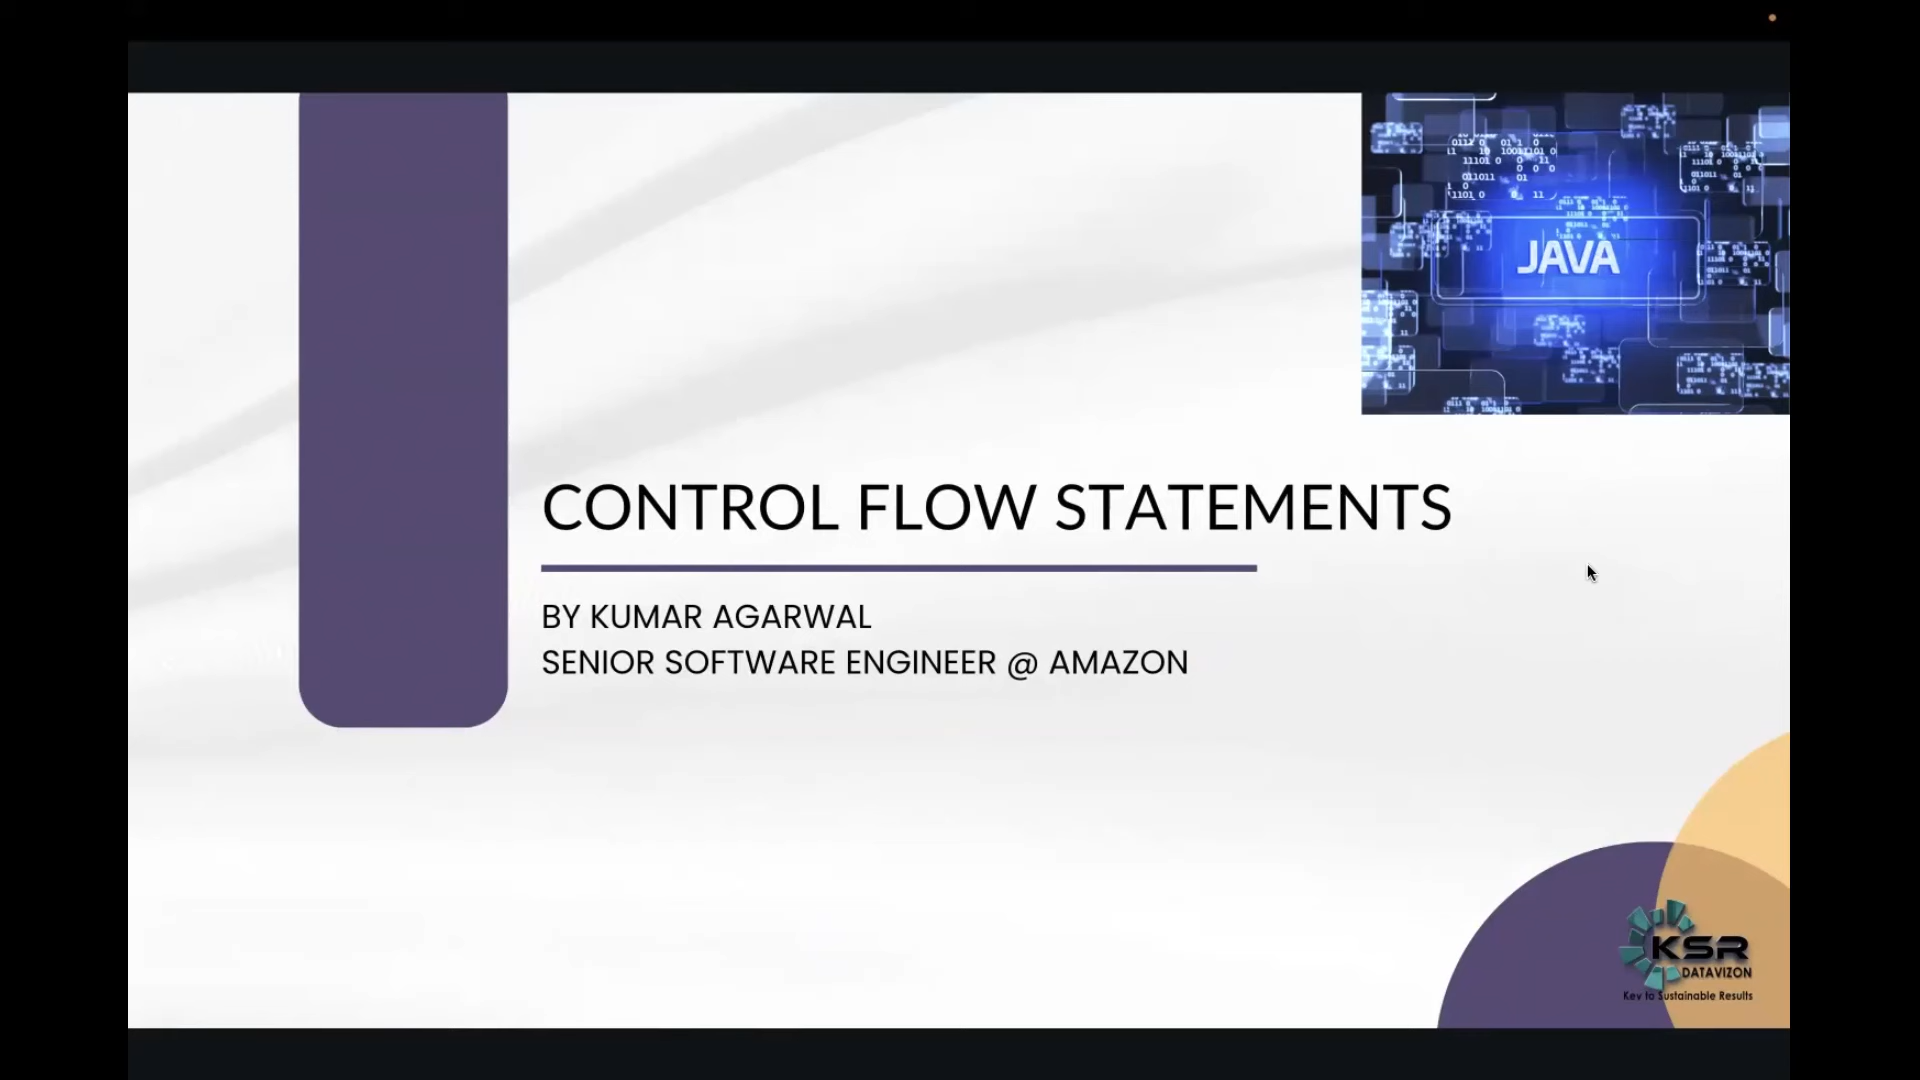 JAVA
CONTROL FLOW STATEMENTS
BY KUMAR AGARWAL
SENIOR SOFTWARE ENGINEER @ AMAZON
KSR
DATAVIZON
Key to Sustainable Results